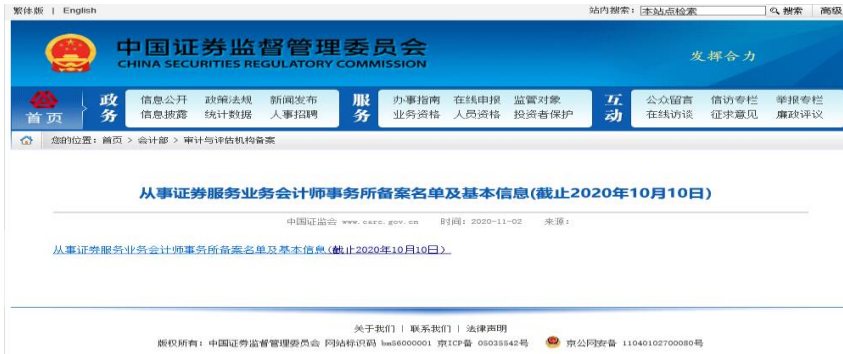 繁体版 | English 站内搜索: 本站点检索 搜索 高级
中国证券监督管理委员会
CHINA SECURITIES REGULATORY COMMISSION
发挥合力
首页 政务 信息公开 政策法规 新闻发布 服务 办事指南 在线申报 监管对象 互动 公众留言 信访专栏 举报专栏
信息披露 统计数据 人事招聘 业务资格 人员资格 投资者保护 在线访谈 征求意见 廉政评议
您的位置: 首页 > 会计部 > 审计与评估机构备案
从事证券服务业务会计师事务所备案名单及基本信息(截止2020年10月10日)
中国证监会 www.csrc.gov.cn 时间: 2020-11-02 来源:
从事证券服务业务会计师事务所备案名单及基本信息(截止2020年10月10日)
关于我们 | 联系我们 | 法律声明
版权所有: 中国证券监督管理委员会 网站标识码 bm56000001 京ICP备 05035542号 京公网安备 11040102700080号